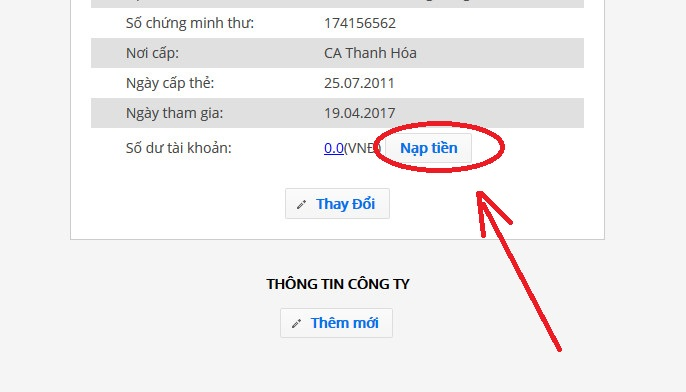 Số chứng minh thư: 174156562
Nơi cấp: CA Thanh Hóa
Ngày cấp thẻ: 25.07.2011
Ngày tham gia: 19.04.2017
Số dư tài khoản: 0.0(VNĐ) Nạp tiền
Thay Đổi
THÔNG TIN CÔNG TY
Thêm mới